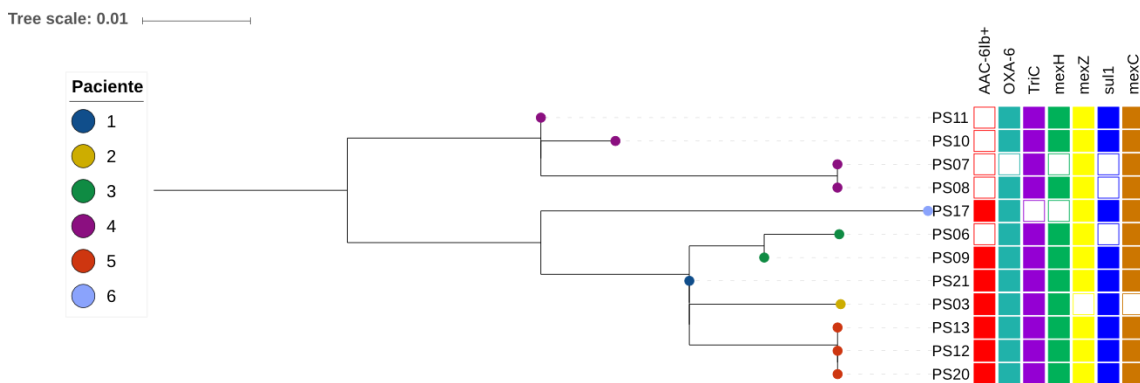 Tree scale: 0.01
Paciente
1
2
3
4
5
6
AAC-6Ib+
OXA-6
TriC
mexH
mexZ
sul1
mexC
PS11
PS10
PS07
PS08
PS17
PS06
PS09
PS21
PS03
PS13
PS12
PS20